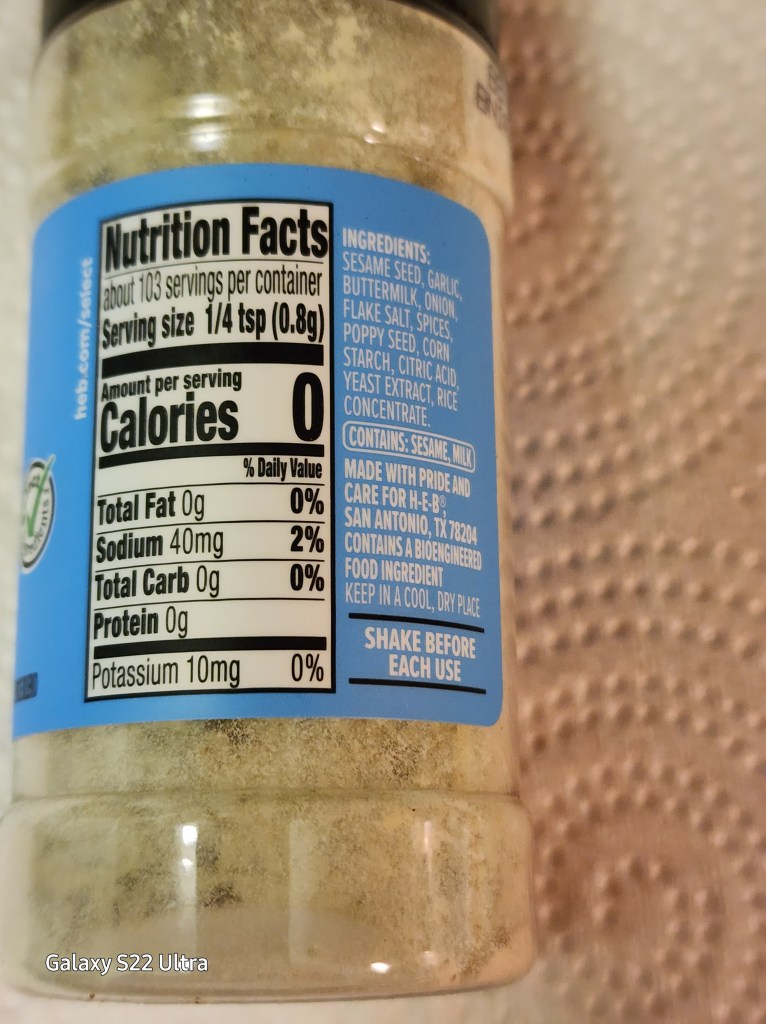 heb.com/select
Nutrition Facts
about 103 servings per container
Serving size 1/4 tsp (0.8g)
Amount per serving
Calories 0
% Daily Value
Total Fat 0g 0%
Sodium 40mg 2%
Total Carb 0g 0%
Protein 0g
Potassium 10mg 0%
INGREDIENTS:
SESAME SEED, GARLIC,
BUTTERMILK, ONION,
FLAKE SALT, SPICES,
POPPY SEED, CORN
STARCH, CITRIC ACID,
YEAST EXTRACT, RICE
CONCENTRATE.
CONTAINS: SESAME, MILK
MADE WITH PRIDE AND
CARE FOR H-E-B®,
SAN ANTONIO, TX 78204
CONTAINS A BIOENGINEERED
FOOD INGREDIENT
KEEP IN A COOL, DRY PLACE
SHAKE BEFORE
EACH USE
Galaxy S22 Ultra